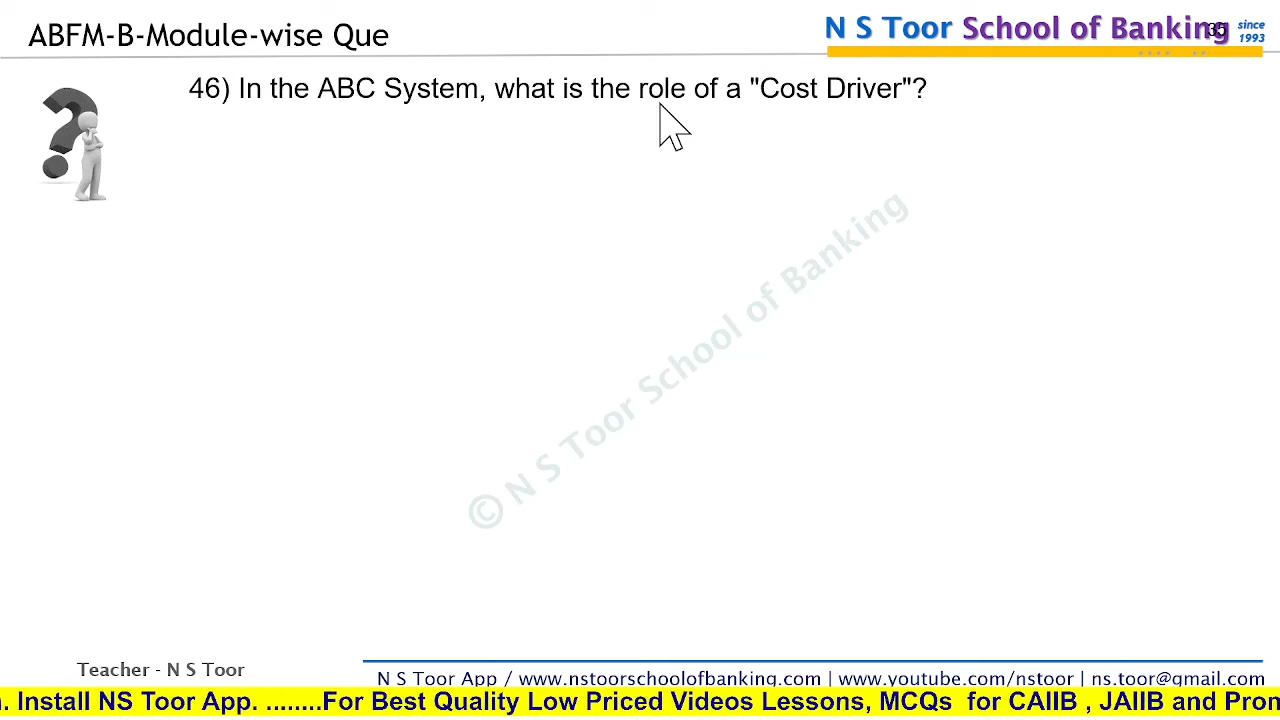 ABFM-B-Module-wise Que
N S Toor School of Banking
35
since
1993
46) In the ABC System, what is the role of a "Cost Driver"?
© N S Toor School of Banking
Teacher - N S Toor
N S Toor App / www.nstoorschoolofbanking.com | www.youtube.com/nstoor | ns.toor@gmail.com
. Install NS Toor App. ........For Best Quality Low Priced Videos Lessons, MCQs for CAIIB , JAIIB and Pron